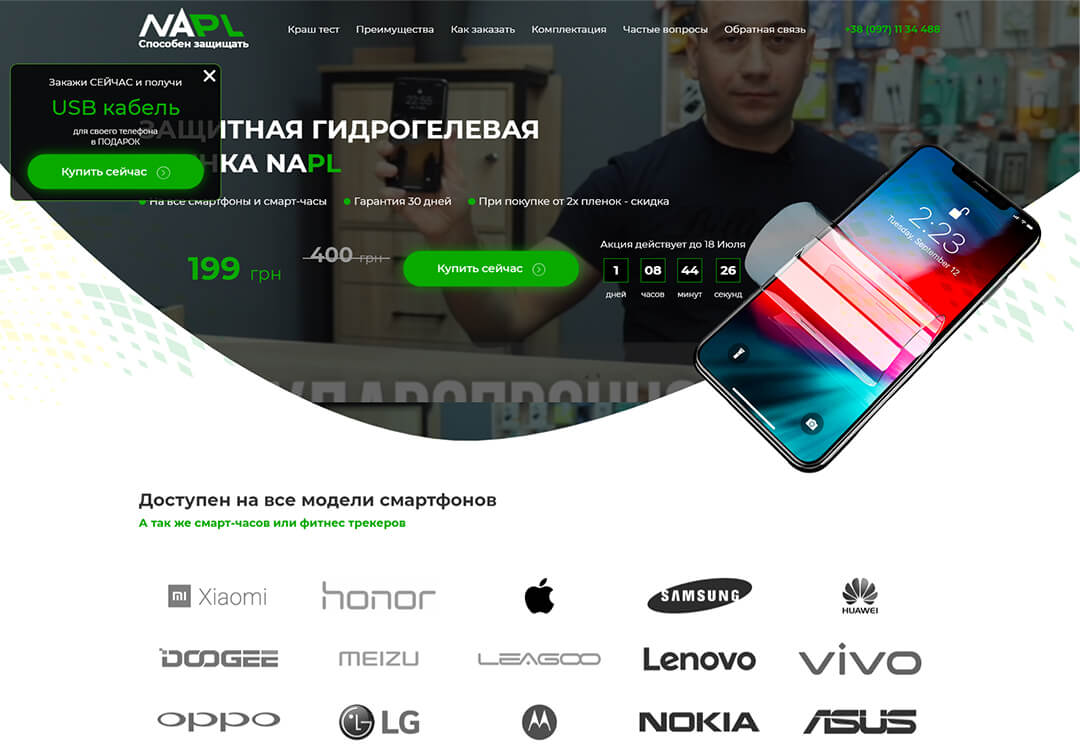 NAPL
Способен защищать
Краш тест
Преимущества
Как заказать
Комплектация
Частые вопросы
Обратная связь
+38 (097) 11 34 488
Закажи СЕЙЧАС и получи
USB кабель
для своего телефона
в ПОДАРОК
Купить сейчас
ЗАЩИТНАЯ ГИДРОГЕЛЕВАЯ
НКА NAPL
На все смартфоны и смарт-часы
Гарантия 30 дней
При покупке от 2х пленок - скидка
199 грн
400 грн
Купить сейчас
Акция действует до 18 Июля
1 08 44 26
дней часов минут секунд
22:55
2:23
Tuesday, September 12
Доступен на все модели смартфонов
А так же смарт-часов или фитнес трекеров
mi Xiaomi
honor
SAMSUNG
HUAWEI
DOOGEE
MEIZU
LEAGOO
Lenovo
vivo
oppo
LG
NOKIA
ASUS